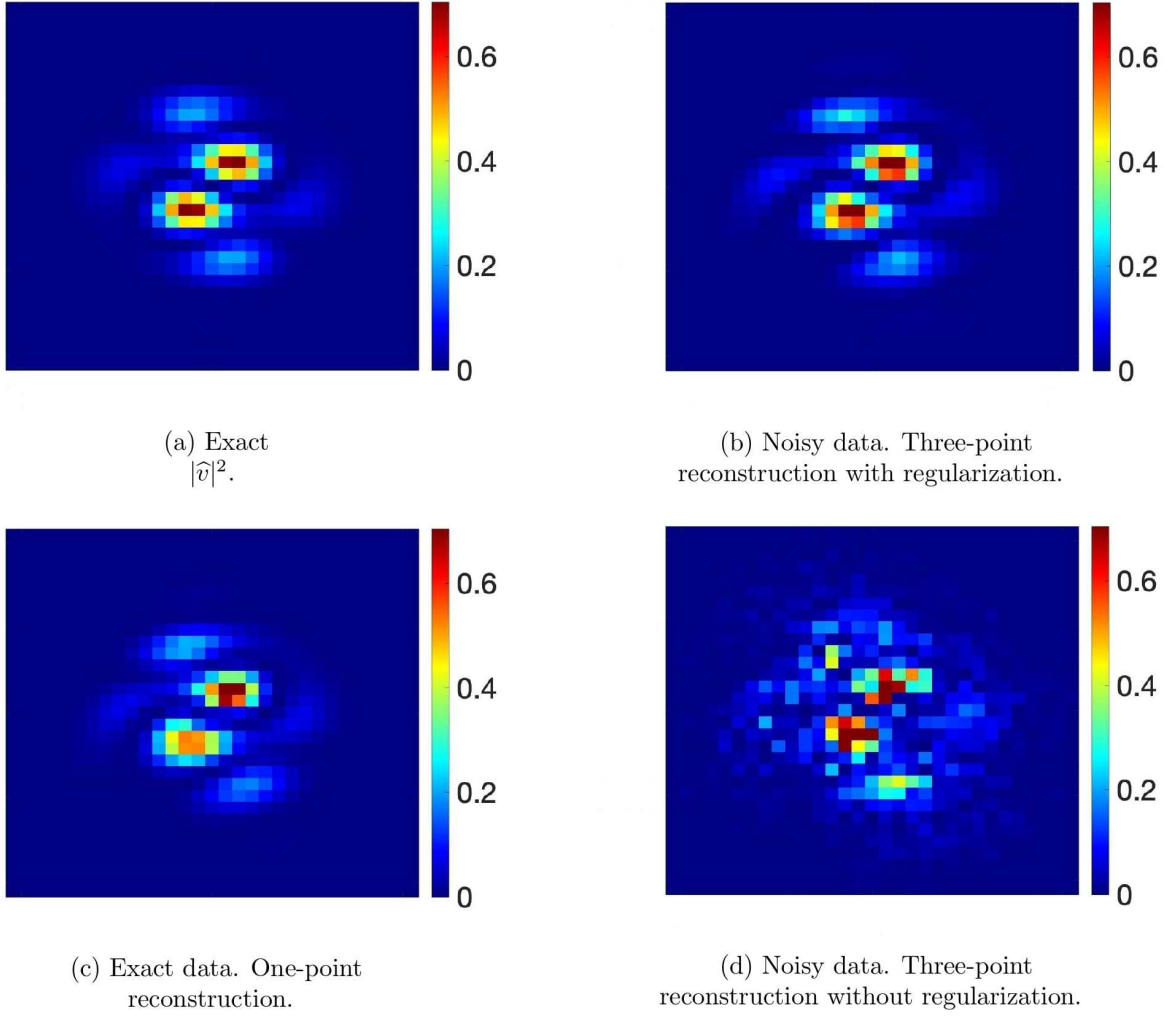 0.6
0.4
0.2
0
(a) Exact
|v̂|².
0.6
0.4
0.2
0
(b) Noisy data. Three-point
reconstruction with regularization.
0.6
0.4
0.2
0
(c) Exact data. One-point
reconstruction.
0.6
0.4
0.2
0
(d) Noisy data. Three-point
reconstruction without regularization.